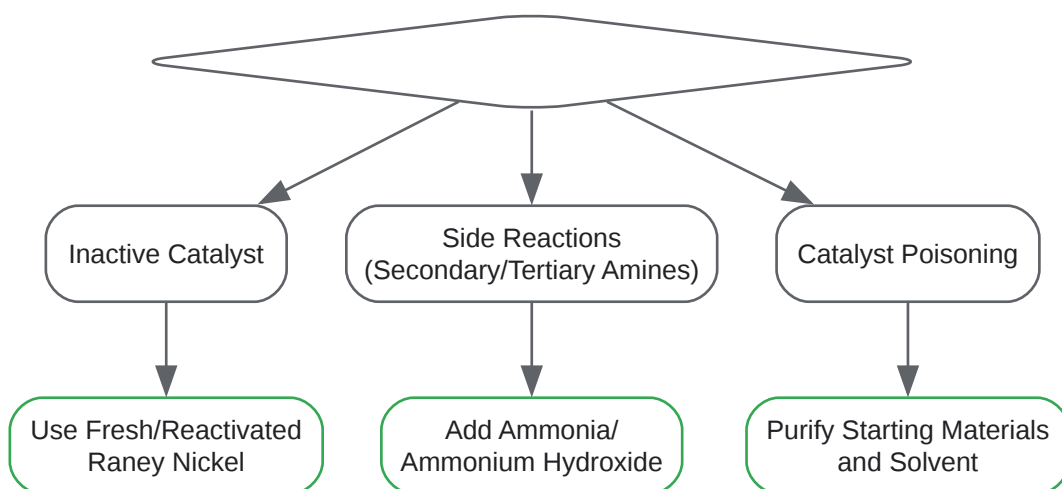 Inactive Catalyst
Side Reactions
(Secondary/Tertiary Amines)
Catalyst Poisoning
Use Fresh/Reactivated
Raney Nickel
Add Ammonia/
Ammonium Hydroxide
Purify Starting Materials
and Solvent